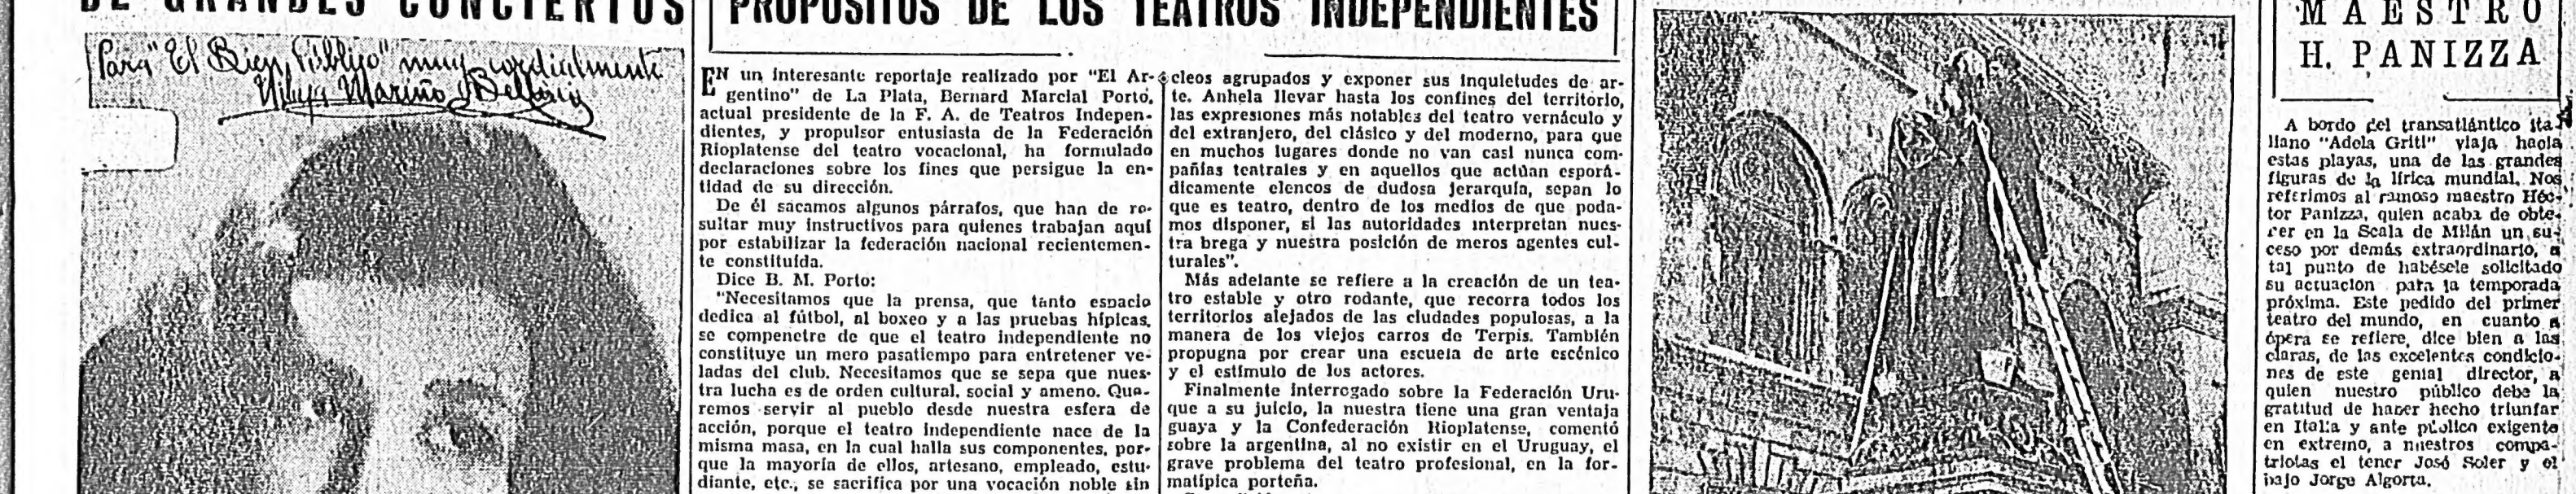 DE GRANDES CONCIERTOS
Para "El Bien Público" muy cordialmente
Nibya Mariño Bellini
PROPOSITOS DE LOS TEATROS INDEPENDIENTES
EN un interesante reportaje realizado por "El Ar-
gentino" de La Plata, Bernard Marcial Porto,
actual presidente de la F. A. de Teatros Indepen-
dientes, y propulsor entusiasta de la Federación
Rioplatense del teatro vocacional, ha formulado
declaraciones sobre los fines que persigue la en-
tidad de su dirección.
De él sacamos algunos párrafos, que han de re-
sultar muy instructivos para quienes trabajan aquí
por estabilizar la federación nacional recientemen-
te constituída.
Dice B. M. Porto:
"Necesitamos que la prensa, que tanto espacio
dedica al fútbol, al boxeo y a las pruebas hípicas,
se compenetre de que el teatro independiente no
constituye un mero pasatiempo para entretener ve-
ladas del club. Necesitamos que se sepa que nues-
tra lucha es de orden cultural, social y ameno. Que-
remos servir al pueblo desde nuestra esfera de
acción, porque el teatro independiente nace de la
misma masa, en la cual halla sus componentes, por-
que la mayoría de ellos, artesano, empleado, estu-
diante, etc., se sacrifica por una vocación noble sin
cleos agrupados y exponer sus inquietudes de ar-
te. Anhela llevar hasta los confines del territorio,
las expresiones más notables del teatro vernáculo y
del extranjero, del clásico y del moderno, para que
en muchos lugares donde no van casi nunca com-
pañías teatrales y en aquellos que actúan esporá-
dicamente elencos de dudosa jerarquía, sepan lo
que es teatro, dentro de los medios de que poda-
mos disponer, si las autoridades interpretan nues-
tra brega y nuestra posición de meros agentes cul-
turales".
Más adelante se refiere a la creación de un tea-
tro estable y otro rodante, que recorra todos los
territorios alejados de las ciudades populosas, a la
manera de los viejos carros de Terpis. También
propugna por crear una escuela de arte escénico
y el estímulo de los actores.
Finalmente interrogado sobre la Federación Uru-
que a su juicio, la nuestra tiene una gran ventaja
guaya y la Confederación Rioplatense, comentó
sobre la argentina, al no existir en el Uruguay, el
grave problema del teatro profesional, en la for-
matípica porteña.
MAESTRO
H. PANIZZA
A bordo del transatlántico ita-
liano "Adela Griti" viaja hacia
estas playas, una de las grandes
figuras de la lírica mundial. Nos
referimos al famoso maestro Héc-
tor Panizza, quien acaba de obte-
ner en la Scala de Milán un su-
ceso por demás extraordinario, a
tal punto de habésele solicitado
su actuación para la temporada
próxima. Este pedido del primer
teatro del mundo, en cuanto a
ópera se refiere, dice bien a las
claras, de las excelentes condicio-
nes de este genial director, a
quien nuestro público debe la
gratitud de haber hecho triunfar
en Italia y ante público exigente
en extremo, a nuestros compa-
triotas el tener José Soler y el
bajo Jorge Algorta.